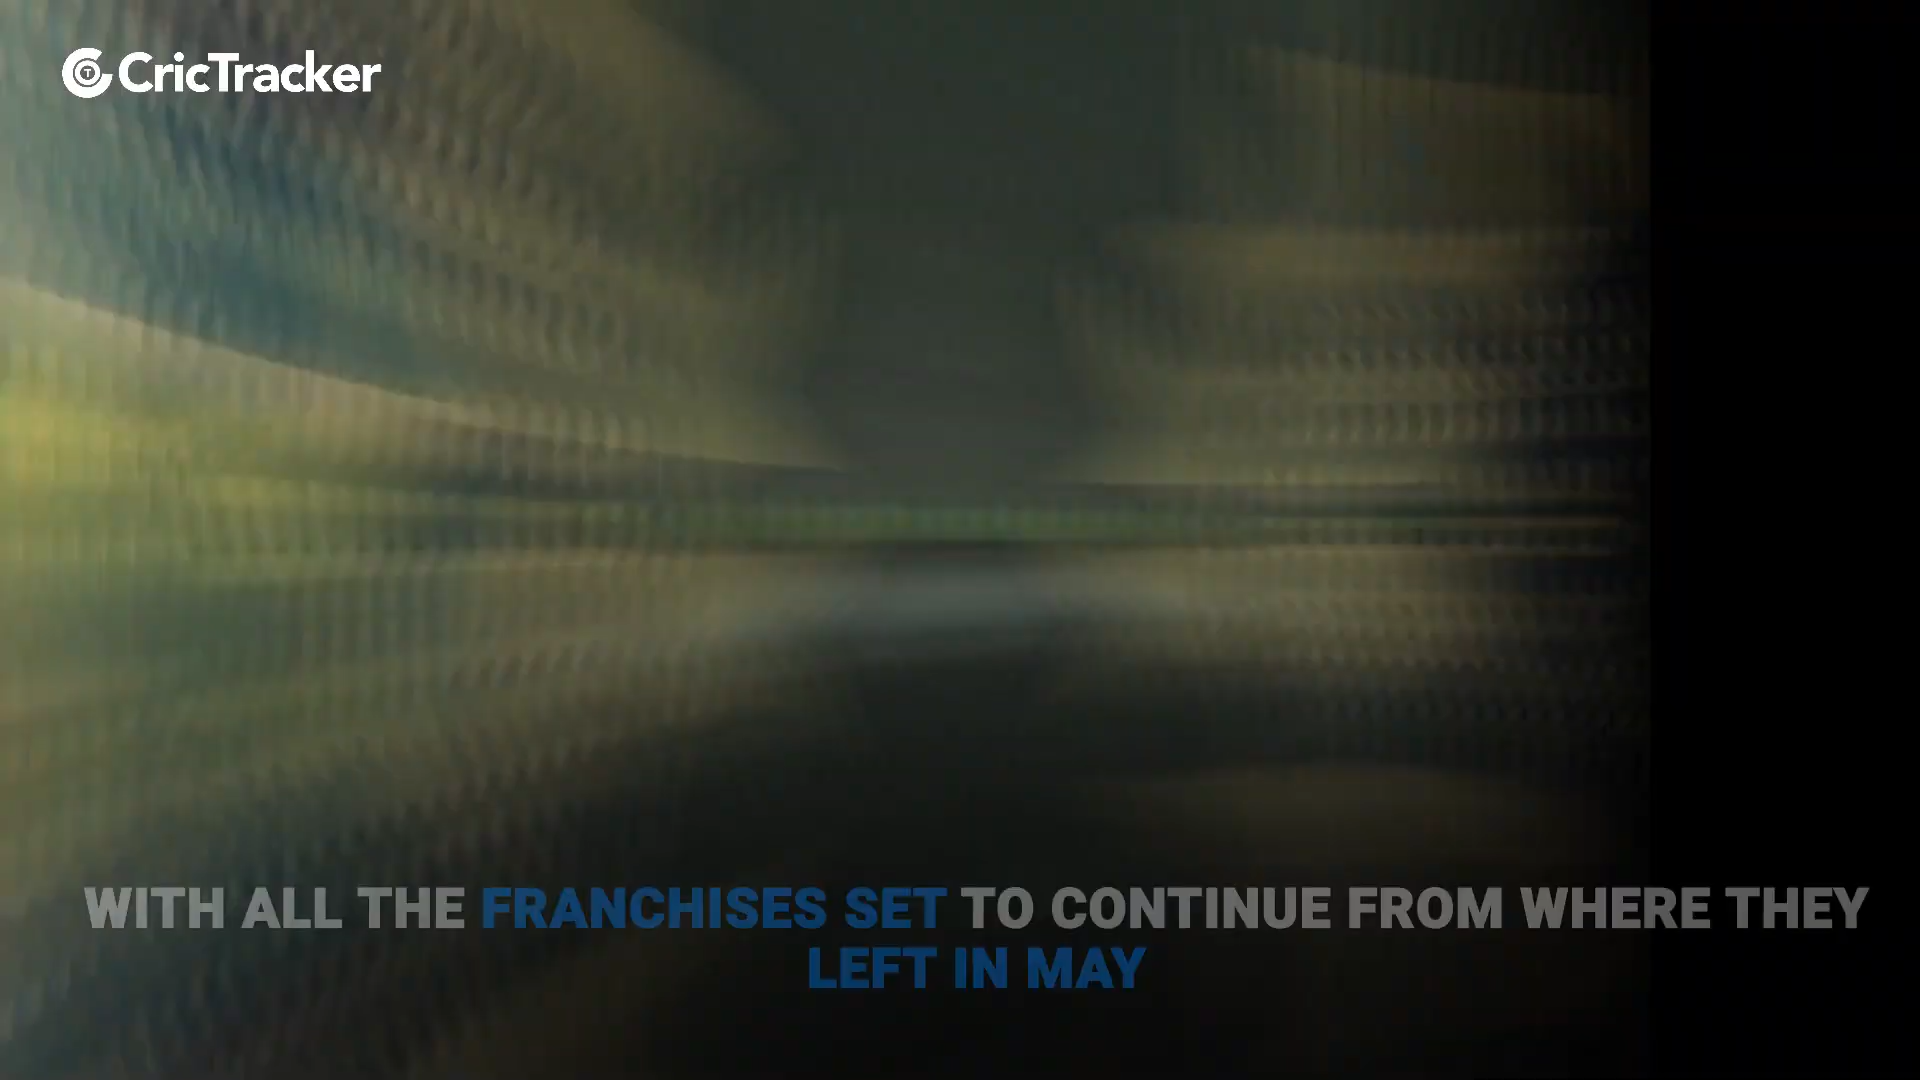 CricTracker
WITH ALL THE FRANCHISES SET TO CONTINUE FROM WHERE THEY
LEFT IN MAY